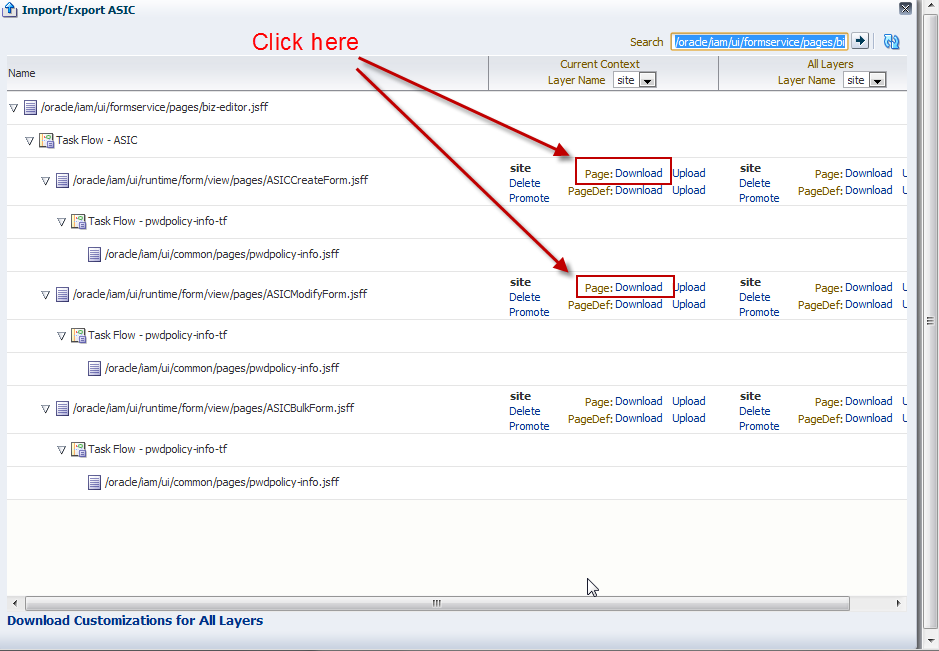 Import/Export ASIC
Click here
Search /oracle/iam/ui/formservice/pages/bi
Name
Current Context
Layer Name site
All Layers
Layer Name site
/oracle/iam/ui/formservice/pages/biz-editor.jsff
Task Flow - ASIC
/oracle/iam/ui/runtime/form/view/pages/ASICCreateForm.jsff
site
Delete
Promote
Page: Download Upload
PageDef: Download Upload
site
Delete
Promote
Page: Download U
PageDef: Download U
Task Flow - pwdpolicy-info-tf
/oracle/iam/ui/common/pages/pwdpolicy-info.jsff
/oracle/iam/ui/runtime/form/view/pages/ASICModifyForm.jsff
site
Delete
Promote
Page: Download Upload
PageDef: Download Upload
site
Delete
Promote
Page: Download U
PageDef: Download U
Task Flow - pwdpolicy-info-tf
/oracle/iam/ui/common/pages/pwdpolicy-info.jsff
/oracle/iam/ui/runtime/form/view/pages/ASICBulkForm.jsff
site
Delete
Promote
Page: Download Upload
PageDef: Download Upload
site
Delete
Promote
Page: Download U
PageDef: Download U
Task Flow - pwdpolicy-info-tf
/oracle/iam/ui/common/pages/pwdpolicy-info.jsff
Download Customizations for All Layers